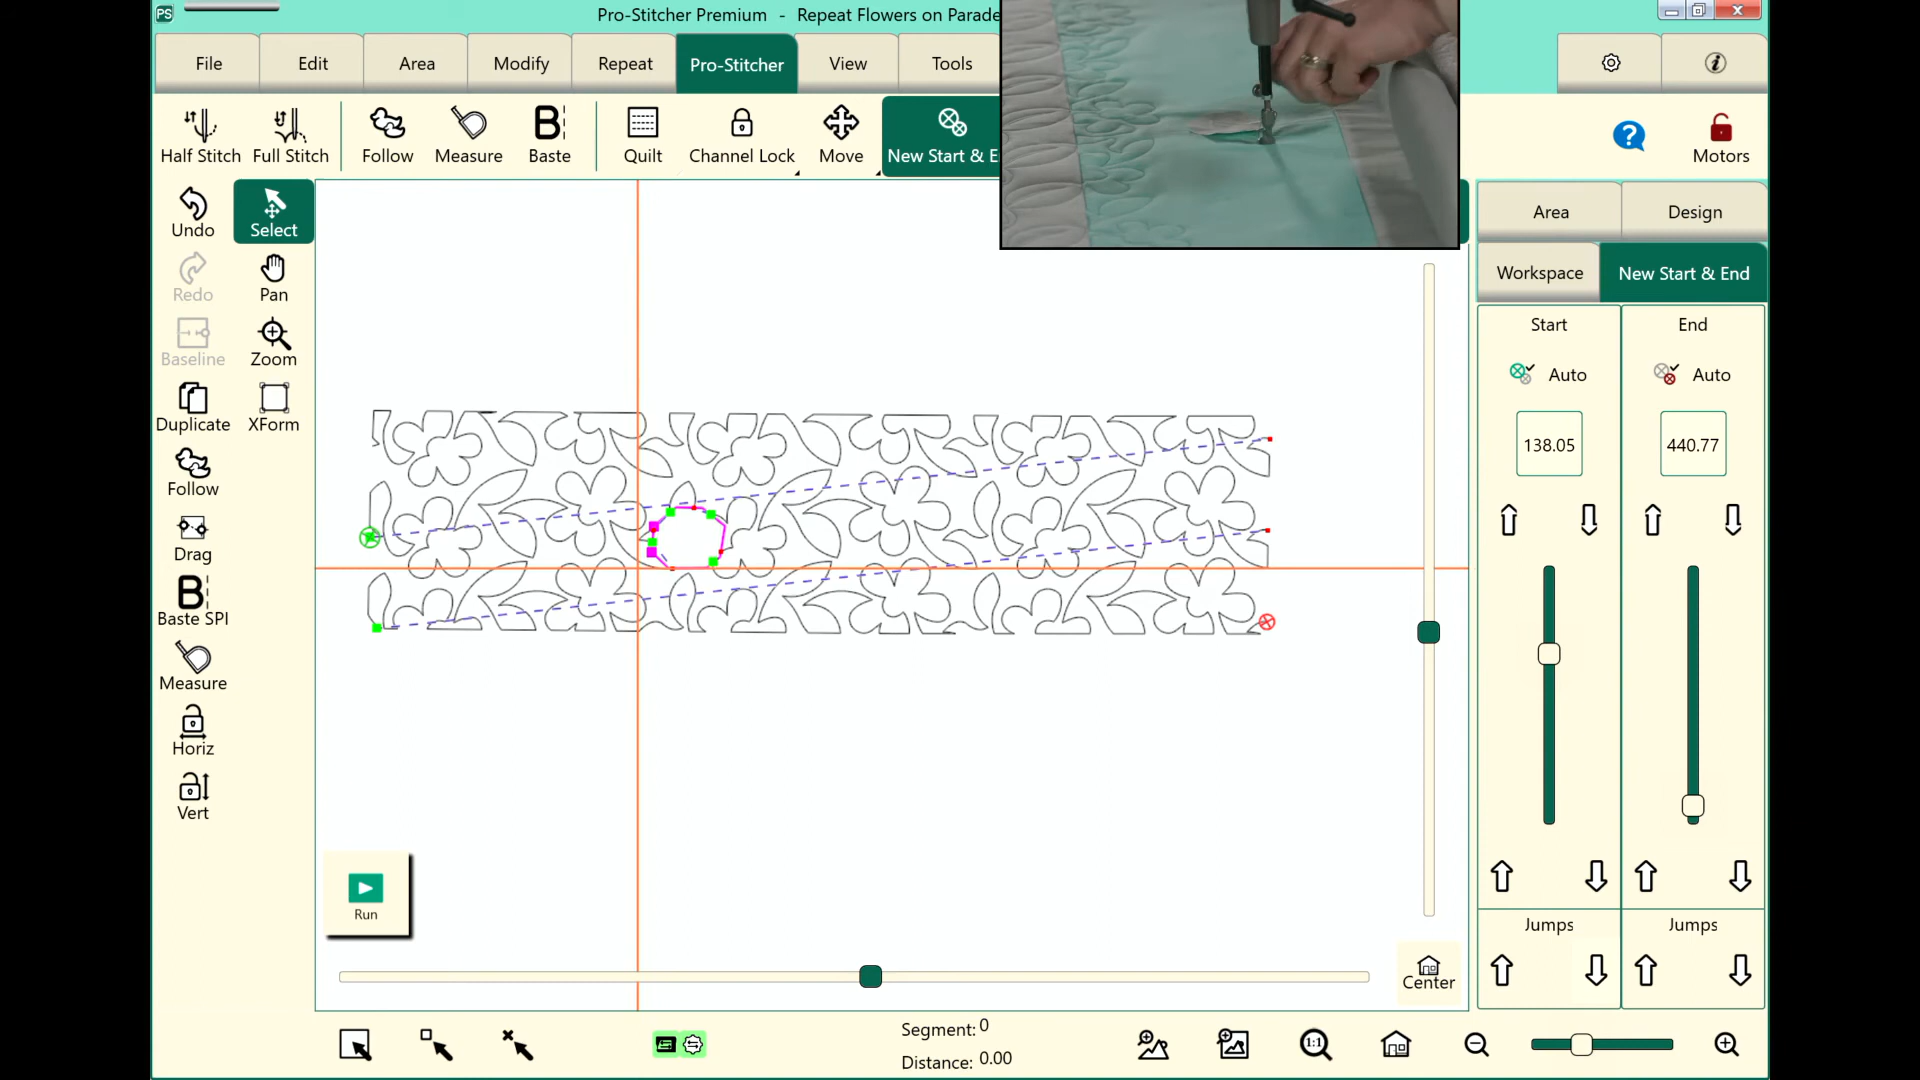 PS Pro-Stitcher Premium - Repeat Flowers on Parade
File Edit Area Modify Repeat Pro-Stitcher View Tools
Half Stitch Full Stitch Follow Measure Baste Quilt Channel Lock Move New Start & E
Motors
Undo Select
Redo Pan
Baseline Zoom
Duplicate XForm
Follow
Drag
Baste SPI
Measure
Horiz
Vert
Run
Center
Area Design
Workspace New Start & End
Start End
Auto Auto
138.05 440.77
Jumps Jumps
Segment: 0
Distance: 0.00
1:1